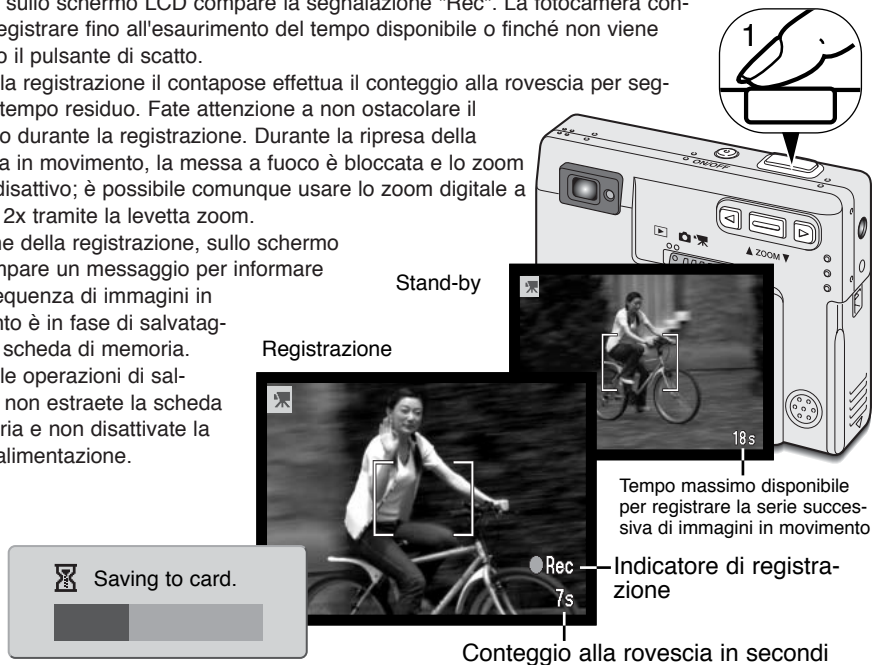 sullo schermo LCD compare la segnalazione "Rec". La fotocamera con-
egistrare fino all'esaurimento del tempo disponibile o finché non viene
o il pulsante di scatto.
la registrazione il contapose effettua il conteggio alla rovescia per seg-
tempo residuo. Fate attenzione a non ostacolare il
o durante la registrazione. Durante la ripresa della
a in movimento, la messa a fuoco è bloccata e lo zoom
disattivo; è possibile comunque usare lo zoom digitale a
2x tramite la levetta zoom.
ne della registrazione, sullo schermo
mpare un messaggio per informare
equenza di immagini in
nto è in fase di salvatag-
scheda di memoria.
le operazioni di sal-
non estraete la scheda
ria e non disattivate la
alimentazione.
1
ON/OFF
ZOOM
Stand-by
18s
Tempo massimo disponibile
per registrare la serie succes-
siva di immagini in movimento
Registrazione
Rec
7s
Indicatore di registra-
zione
Conteggio alla rovescia in secondi
Saving to card.